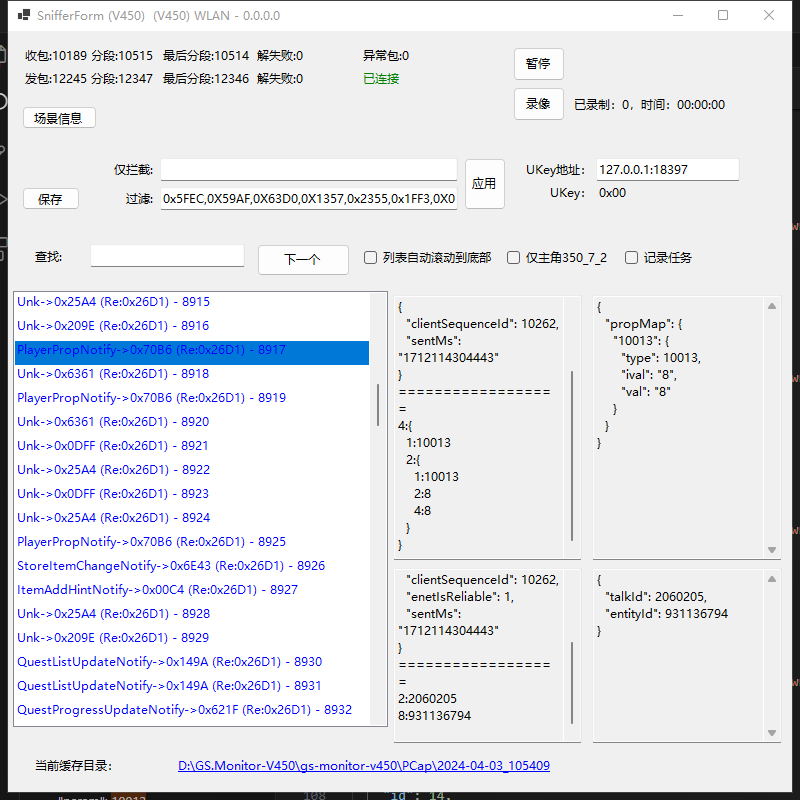 SnifferForm (V450)  (V450) WLAN - 0.0.0.0
收包:10189 分段:10515 最后分段:10514 解失败:0 异常包:0
发包:12245 分段:12347 最后分段:12346 解失败:0 已连接
暂停
录像 已录制：0，时间：00:00:00
场景信息
仅拦截: 应用 UKey地址: 127.0.0.1:18397
保存 过滤: 0x5FEC,0X59AF,0X63D0,0X1357,0x2355,0x1FF3,0X0 UKey: 0x00
查找: 下一个 列表自动滚动到底部 仅主角350_7_2 记录任务
Unk->0x25A4 (Re:0x26D1) - 8915
Unk->0x209E (Re:0x26D1) - 8916
PlayerPropNotify->0x70B6 (Re:0x26D1) - 8917
Unk->0x6361 (Re:0x26D1) - 8918
PlayerPropNotify->0x70B6 (Re:0x26D1) - 8919
Unk->0x6361 (Re:0x26D1) - 8920
Unk->0x0DFF (Re:0x26D1) - 8921
Unk->0x25A4 (Re:0x26D1) - 8922
Unk->0x0DFF (Re:0x26D1) - 8923
Unk->0x25A4 (Re:0x26D1) - 8924
PlayerPropNotify->0x70B6 (Re:0x26D1) - 8925
StoreItemChangeNotify->0x6E43 (Re:0x26D1) - 8926
ItemAddHintNotify->0x00C4 (Re:0x26D1) - 8927
Unk->0x25A4 (Re:0x26D1) - 8928
Unk->0x209E (Re:0x26D1) - 8929
QuestListUpdateNotify->0x149A (Re:0x26D1) - 8930
QuestListUpdateNotify->0x149A (Re:0x26D1) - 8931
QuestProgressUpdateNotify->0x621F (Re:0x26D1) - 8932
{
"clientSequenceId": 10262,
"sentMs":
"1712114304443"
}
=================
=
4:{
1:10013
2:{
1:10013
2:8
4:8
}
}
{
"propMap": {
"10013": {
"type": 10013,
"ival": "8",
"val": "8"
}
}
}
"clientSequenceId": 10262,
"enetIsReliable": 1,
"sentMs":
"1712114304443"
}
=================
=
2:2060205
8:931136794
{
"talkId": 2060205,
"entityId": 931136794
}
当前缓存目录: D:\GS.Monitor-V450\gs-monitor-v450\PCap\2024-04-03_105409
108 "id": 14,